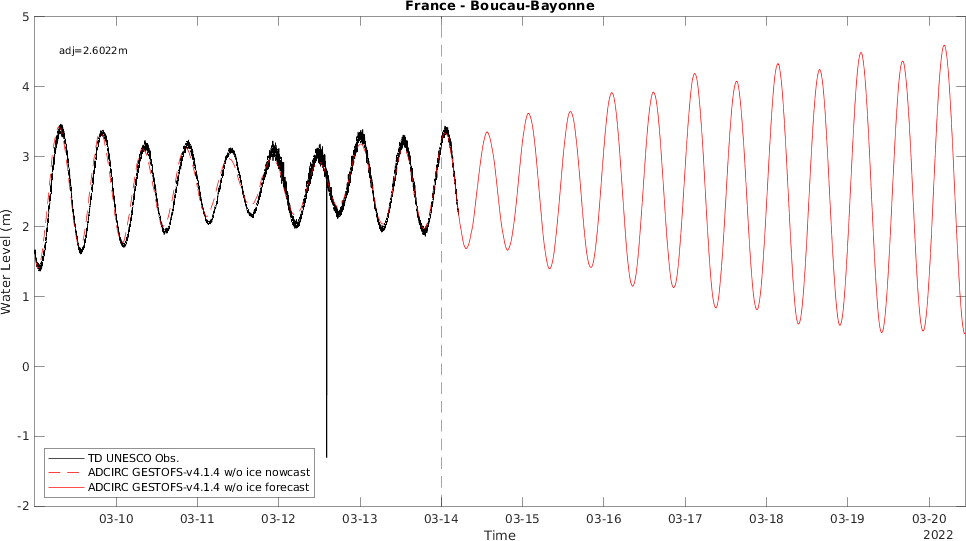 France - Boucau-Bayonne
adj=2.6022m
5
4
3
2
1
0
-1
-2
Water Level (m)
TD UNESCO Obs.
ADCIRC GESTOFS-v4.1.4 w/o ice nowcast
ADCIRC GESTOFS-v4.1.4 w/o ice forecast
03-10 03-11 03-12 03-13 03-14 03-15 03-16 03-17 03-18 03-19 03-20
Time
2022